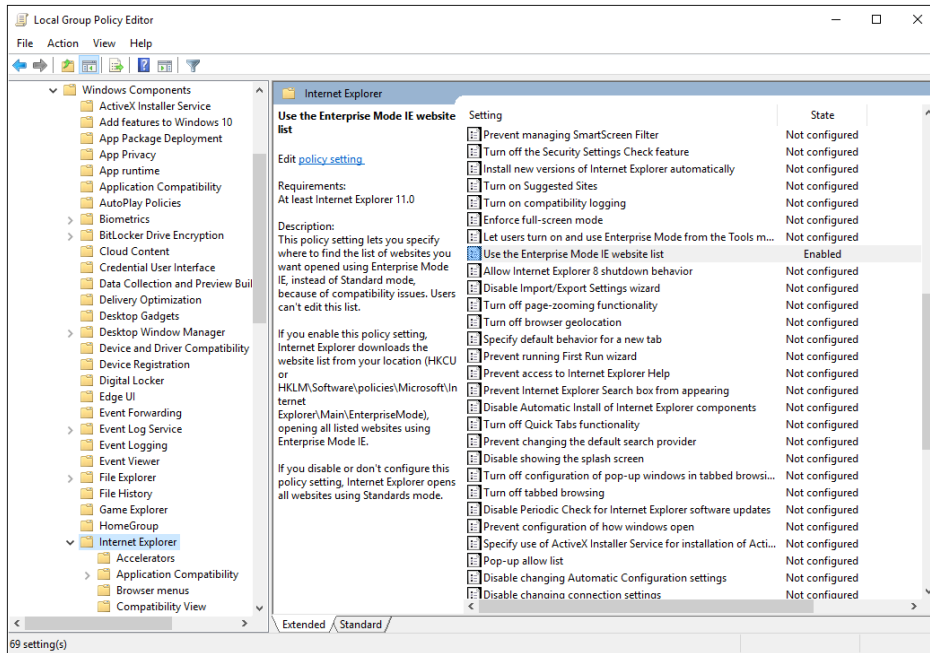 Local Group Policy Editor
File Action View Help
Windows Components
ActiveX Installer Service
Add features to Windows 10
App Package Deployment
App Privacy
App runtime
Application Compatibility
AutoPlay Policies
Biometrics
BitLocker Drive Encryption
Cloud Content
Credential User Interface
Data Collection and Preview Buil
Delivery Optimization
Desktop Gadgets
Desktop Window Manager
Device and Driver Compatibility
Device Registration
Digital Locker
Edge UI
Event Forwarding
Event Log Service
Event Logging
Event Viewer
File Explorer
File History
Game Explorer
HomeGroup
Internet Explorer
Accelerators
Application Compatibility
Browser menus
Compatibility View
Internet Explorer
Use the Enterprise Mode IE website
list
Edit policy setting
Requirements:
At least Internet Explorer 11.0
Description:
This policy setting lets you specify
where to find the list of websites you
want opened using Enterprise Mode
IE, instead of Standard mode,
because of compatibility issues. Users
can't edit this list.
If you enable this policy setting,
Internet Explorer downloads the
website list from your location (HKCU
or
HKLM\Software\policies\Microsoft\In
ternet
Explorer\Main\EnterpriseMode),
opening all listed websites using
Enterprise Mode IE.
If you disable or don't configure this
policy setting, Internet Explorer opens
all websites using Standards mode.
Setting State
Prevent managing SmartScreen Filter Not configured
Turn off the Security Settings Check feature Not configured
Install new versions of Internet Explorer automatically Not configured
Turn on Suggested Sites Not configured
Turn on compatibility logging Not configured
Enforce full-screen mode Not configured
Let users turn on and use Enterprise Mode from the Tools m... Not configured
Use the Enterprise Mode IE website list Enabled
Allow Internet Explorer 8 shutdown behavior Not configured
Disable Import/Export Settings wizard Not configured
Turn off page-zooming functionality Not configured
Turn off browser geolocation Not configured
Specify default behavior for a new tab Not configured
Prevent running First Run wizard Not configured
Prevent access to Internet Explorer Help Not configured
Prevent Internet Explorer Search box from appearing Not configured
Disable Automatic Install of Internet Explorer components Not configured
Turn off Quick Tabs functionality Not configured
Prevent changing the default search provider Not configured
Disable showing the splash screen Not configured
Turn off configuration of pop-up windows in tabbed browsi... Not configured
Turn off tabbed browsing Not configured
Disable Periodic Check for Internet Explorer software updates Not configured
Prevent configuration of how windows open Not configured
Specify use of ActiveX Installer Service for installation of Acti... Not configured
Pop-up allow list Not configured
Disable changing Automatic Configuration settings Not configured
Disable changing connection settings Not configured
Extended Standard
69 setting(s)